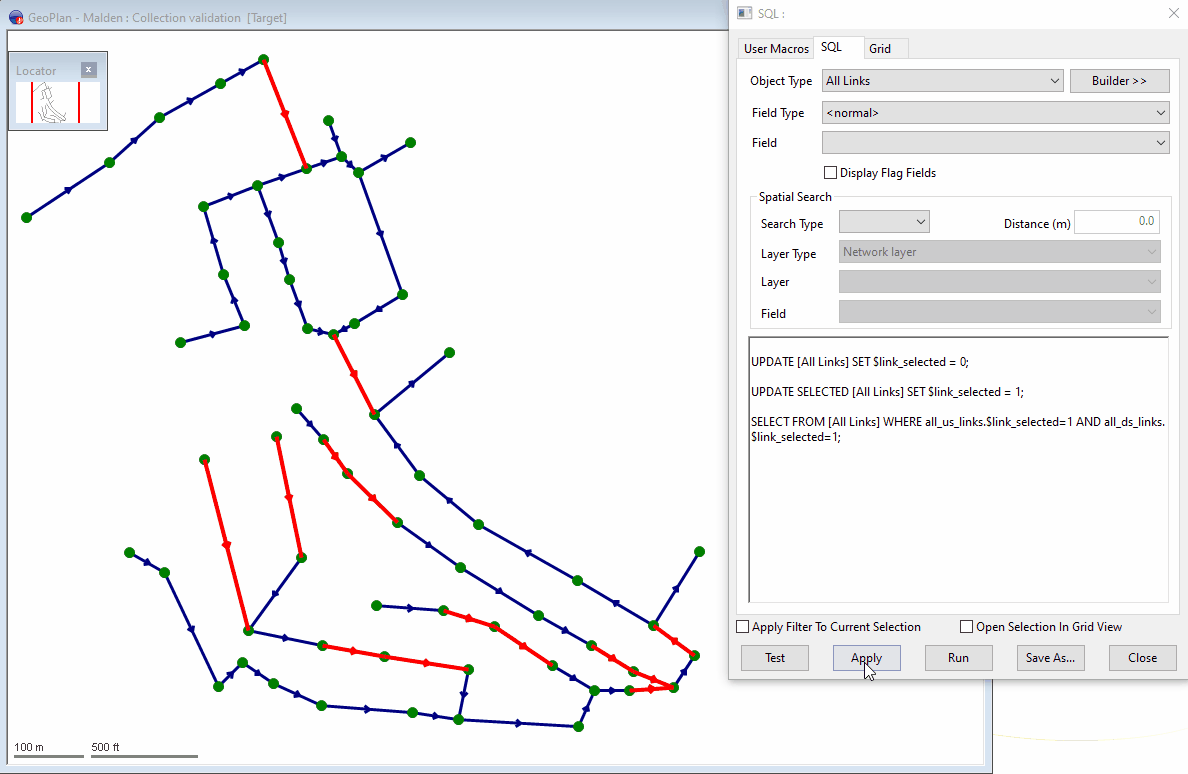 GeoPlan - Malden : Collection validation  [Target]
Locator
100 m
500 ft
SQL :
User Macros
SQL
Grid
Object Type
All Links
Builder >>
Field Type
<normal>
Field
Display Flag Fields
Spatial Search
Search Type
Distance (m)
0.0
Layer Type
Network layer
Layer
Field
UPDATE [All Links] SET $link_selected = 0;
UPDATE SELECTED [All Links] SET $link_selected = 1;
SELECT FROM [All Links] WHERE all_us_links.$link_selected=1 AND all_ds_links.
$link_selected=1;
Apply Filter To Current Selection
Open Selection In Grid View
Test
Apply
Run
Save As...
Close